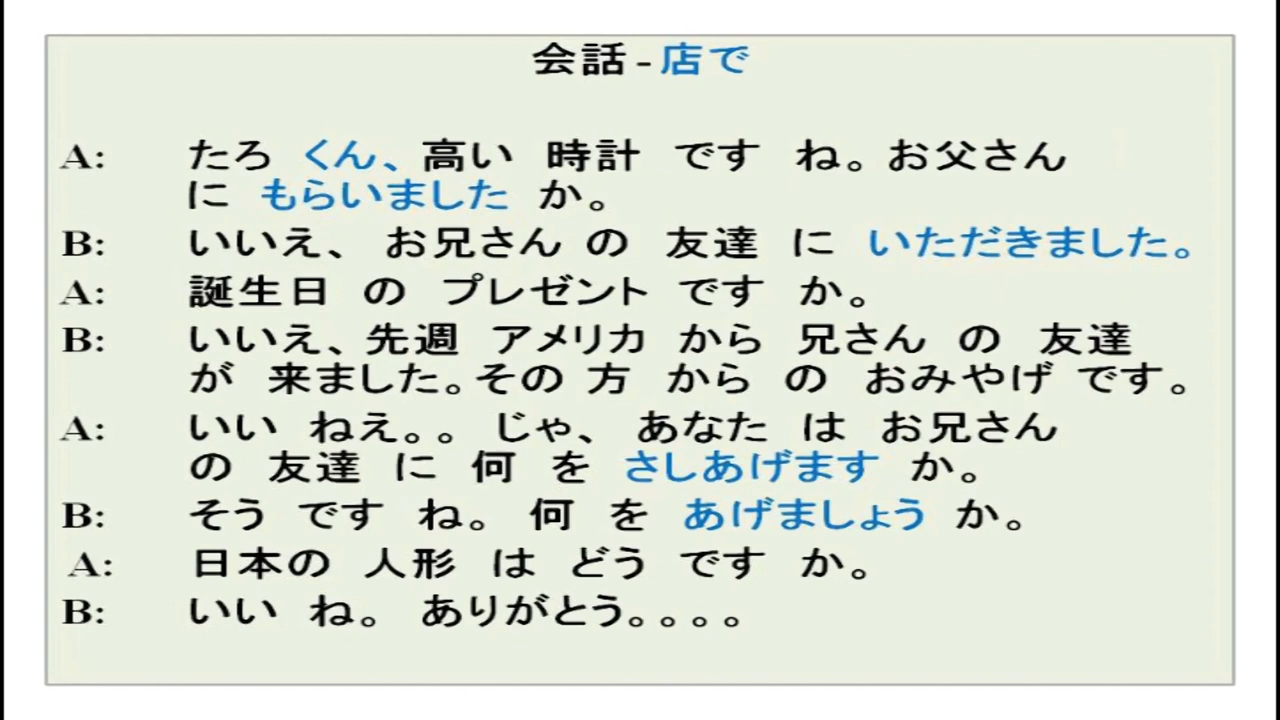 会話 - 店で
A: たろ くん、高い 時計 です ね。お父さん
に もらいました か。
B: いいえ、 お兄さん の 友達 に いただきました。
A: 誕生日 の プレゼント です か。
B: いいえ、先週 アメリカ から 兄さん の 友達
が 来ました。その 方 から の おみやげ です。
A: いい ねえ。。 じゃ、 あなた は お兄さん
の 友達 に 何 を さしあげます か。
B: そう です ね。 何 を あげましょう か。
A: 日本の 人形 は どう です か。
B: いい ね。 ありがとう。。。。